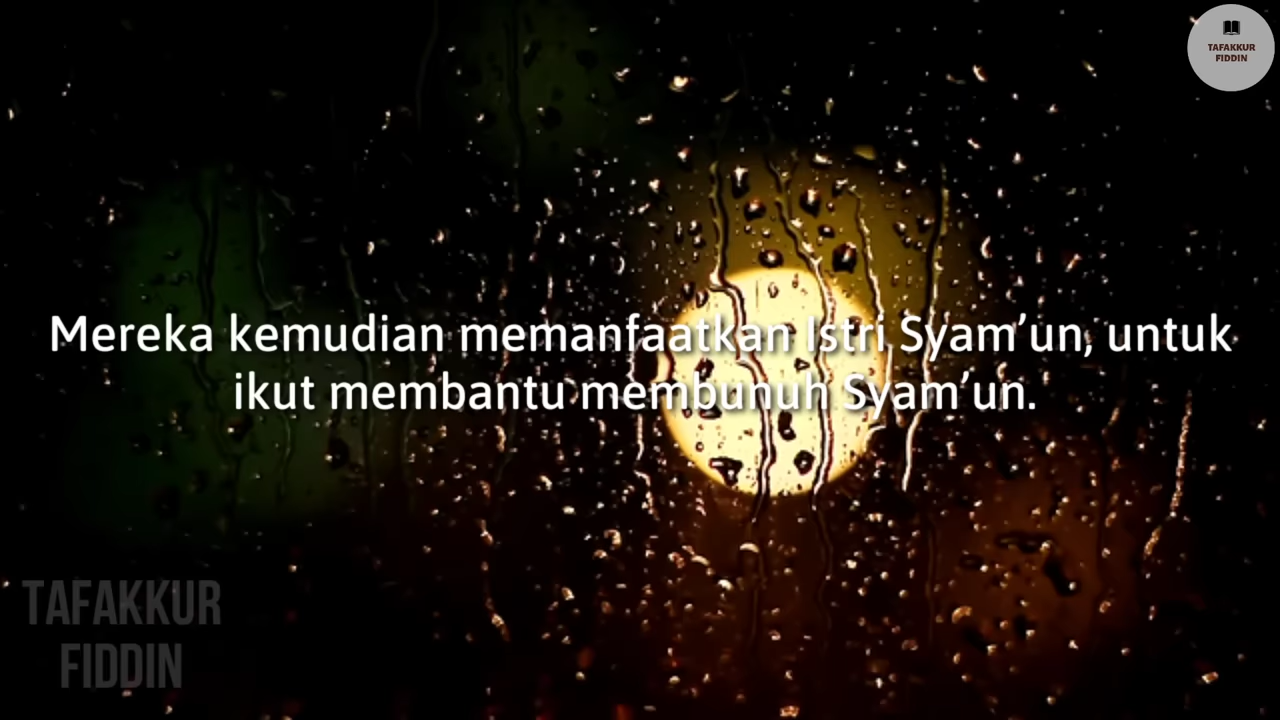 TAFAKKUR
FIDDIN
Mereka kemudian memanfaatkan Istri Syam’un, untuk
ikut membantu membunuh Syam’un.
TAFAKKUR
FIDDIN